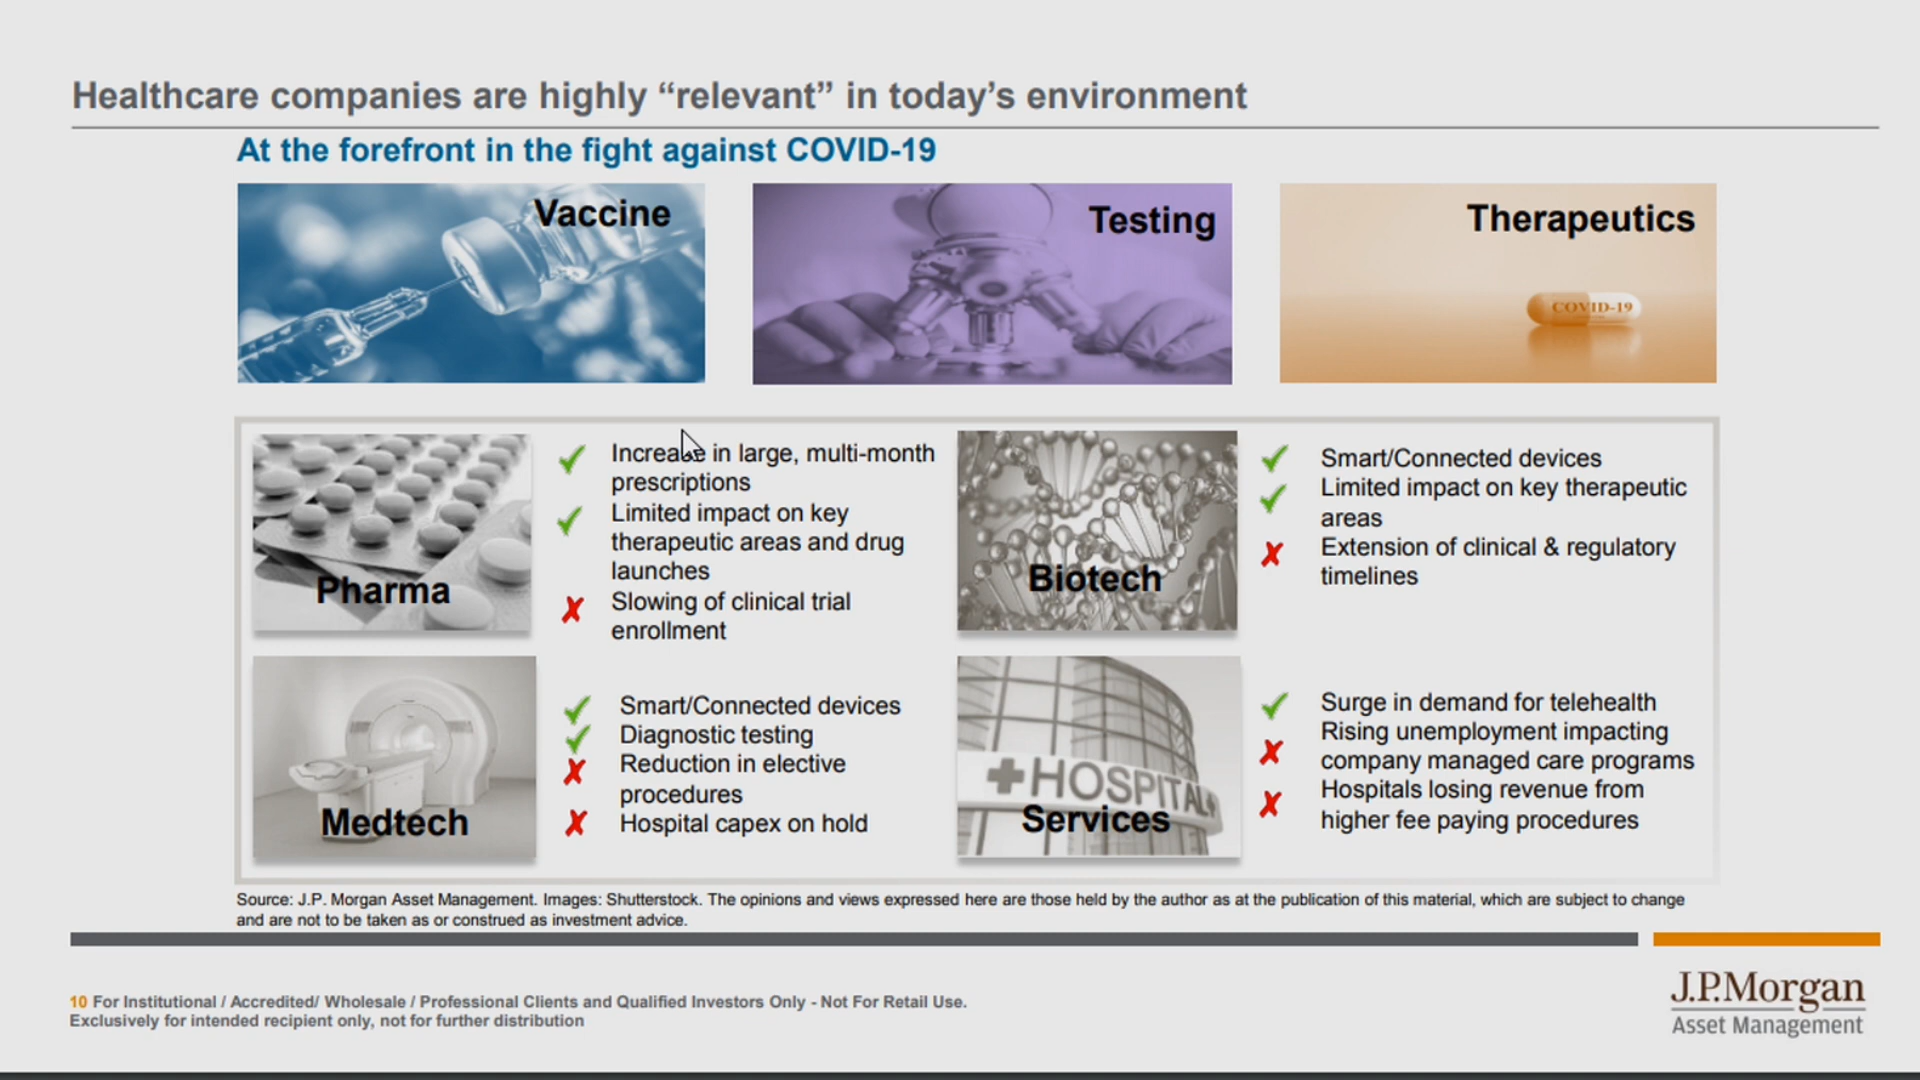 Healthcare companies are highly “relevant” in today’s environment
At the forefront in the fight against COVID-19
Vaccine
Testing
Therapeutics
COVID-19
Pharma
Increase in large, multi-month
prescriptions
Limited impact on key
therapeutic areas and drug
launches
Slowing of clinical trial
enrollment
Biotech
Smart/Connected devices
Limited impact on key therapeutic
areas
Extension of clinical & regulatory
timelines
Medtech
Smart/Connected devices
Diagnostic testing
Reduction in elective
procedures
Hospital capex on hold
HOSPITAL
Services
Surge in demand for telehealth
Rising unemployment impacting
company managed care programs
Hospitals losing revenue from
higher fee paying procedures
Source: J.P. Morgan Asset Management. Images: Shutterstock. The opinions and views expressed here are those held by the author as at the publication of this material, which are subject to change
and are not to be taken as or construed as investment advice.
10 For Institutional / Accredited/ Wholesale / Professional Clients and Qualified Investors Only - Not For Retail Use.
Exclusively for intended recipient only, not for further distribution
J.P.Morgan
Asset Management